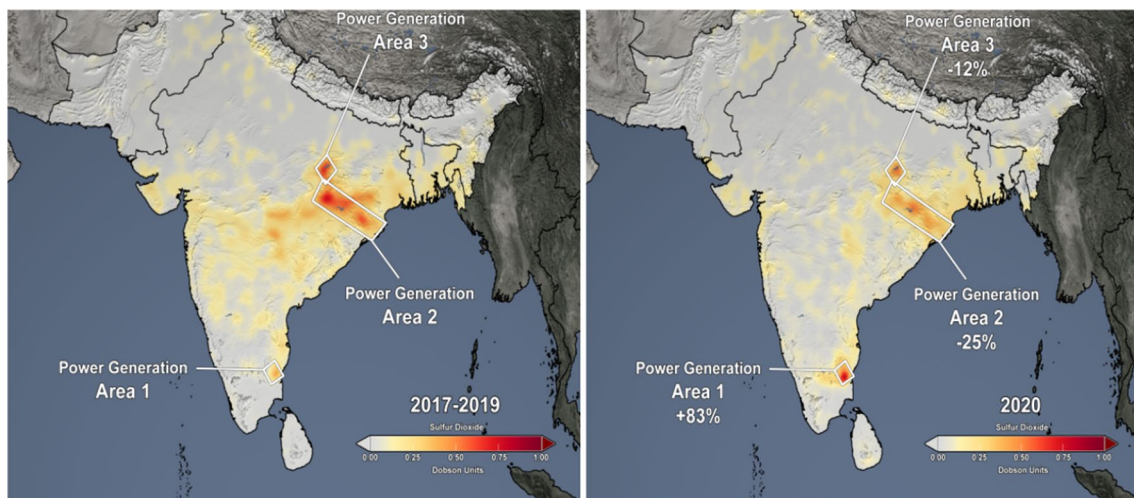 Power Generation
Area 3
Power Generation
Area 2
Power Generation
Area 1
2017-2019
Sulfur Dioxide
0.00 0.25 0.50 0.75 1.00
Dobson Units
Power Generation
Area 3
-12%
Power Generation
Area 2
-25%
Power Generation
Area 1
+83%
2020
Sulfur Dioxide
0.00 0.25 0.50 0.75 1.00
Dobson Units